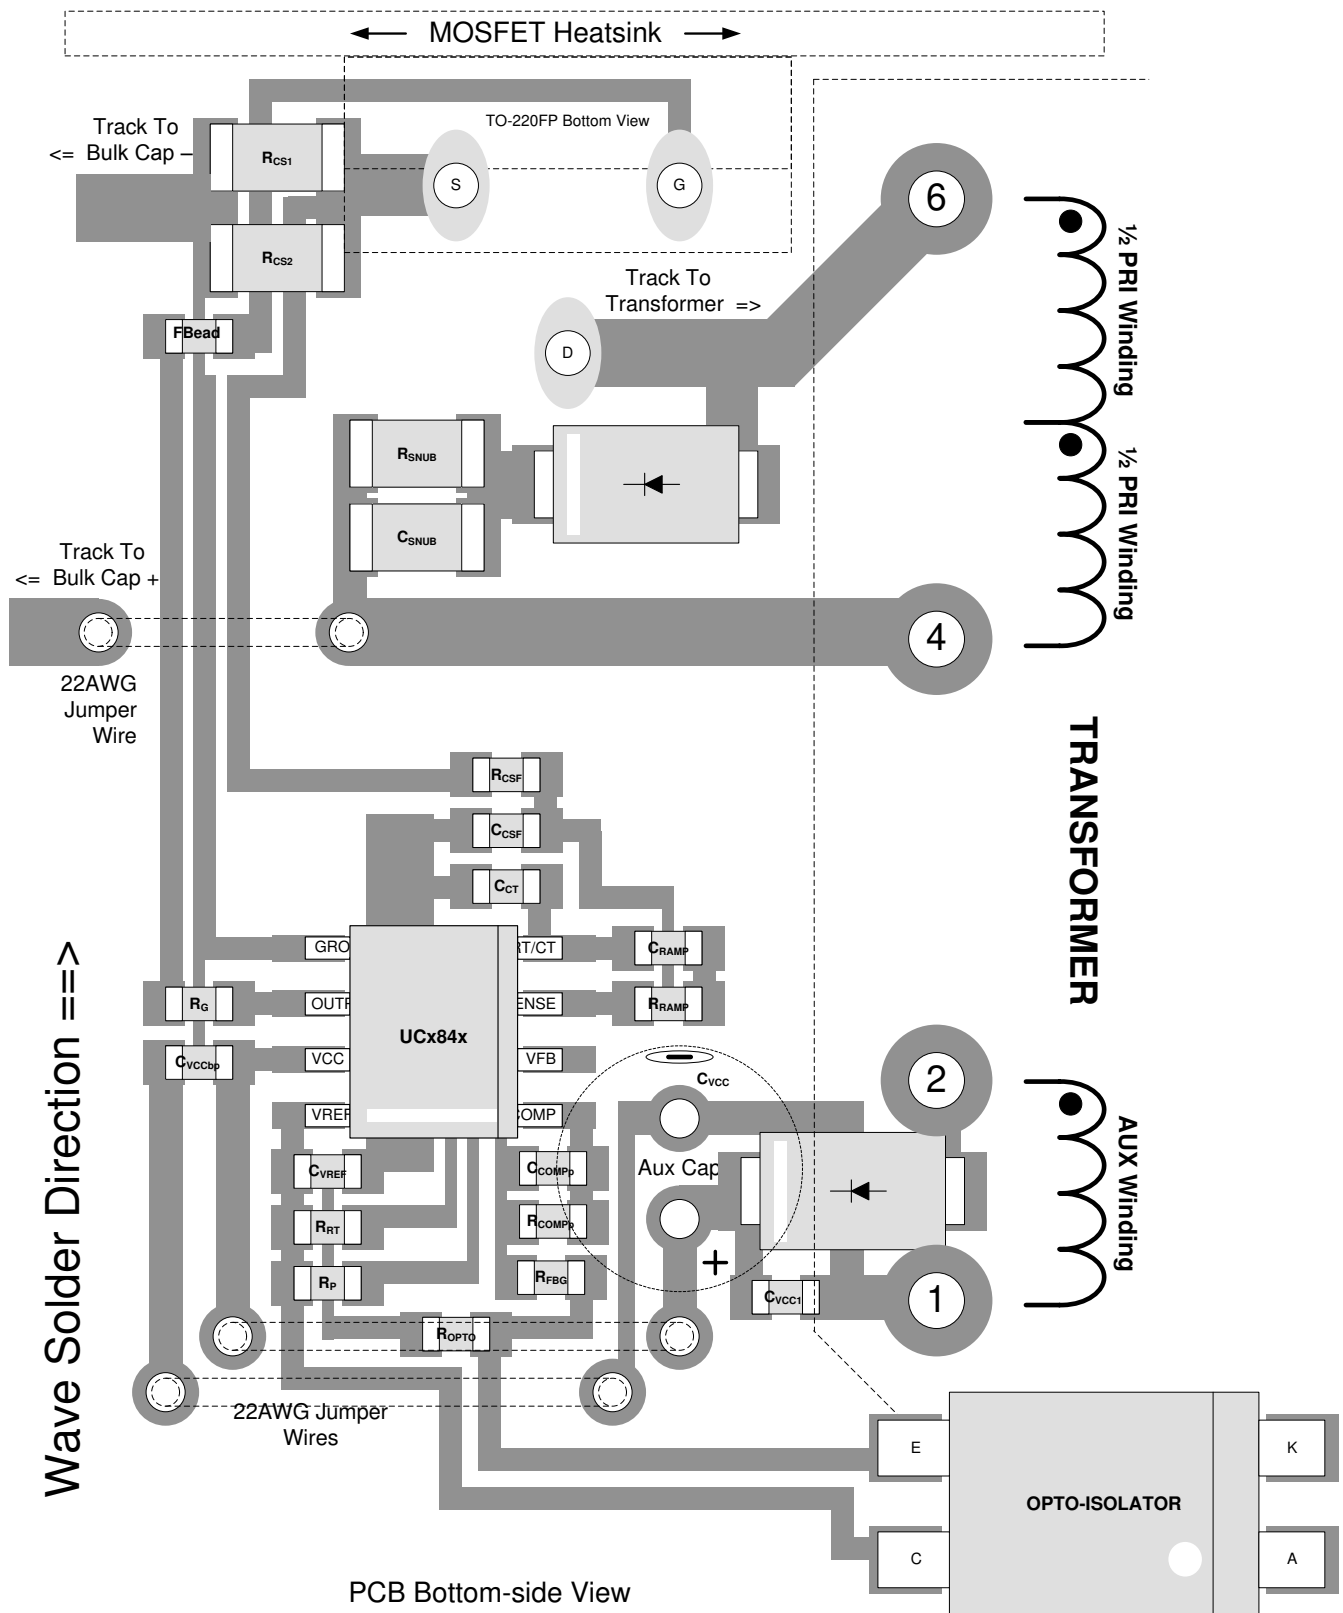 MOSFET Heatsink
TO-220FP Bottom View
Track To
<= Bulk Cap –
RCS1
S
G
6
RCS2
½ PRI Winding
Track To
Transformer =>
FBead
D
RSNUB
½ PRI Winding
CSNUB
Track To
<= Bulk Cap +
4
22AWG
Jumper
Wire
TRANSFORMER
RCSF
CCSF
CCT
GRO
RT/CT
CRAMP
RG
OUTP
ENSE
RRAMP
UCx84x
CVCCbp
VCC
VFB
CVCC
2
VREF
COMP
AUX Winding
CVREF
CCOMPp
Aux Cap
RRT
RCOMPp
+
RP
RFBG
CVCC1
1
ROPTO
22AWG Jumper
Wires
Wave Solder Direction ==>
E
K
OPTO-ISOLATOR
C
A
PCB Bottom-side View